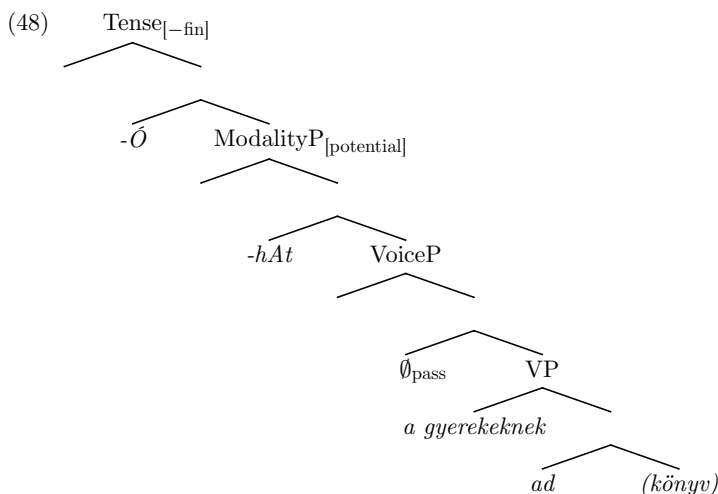 (48) Tense[−fin]
-Ó ModalityP[potential]
-hAt VoiceP
∅pass VP
a gyerekeknek
ad (könyv)